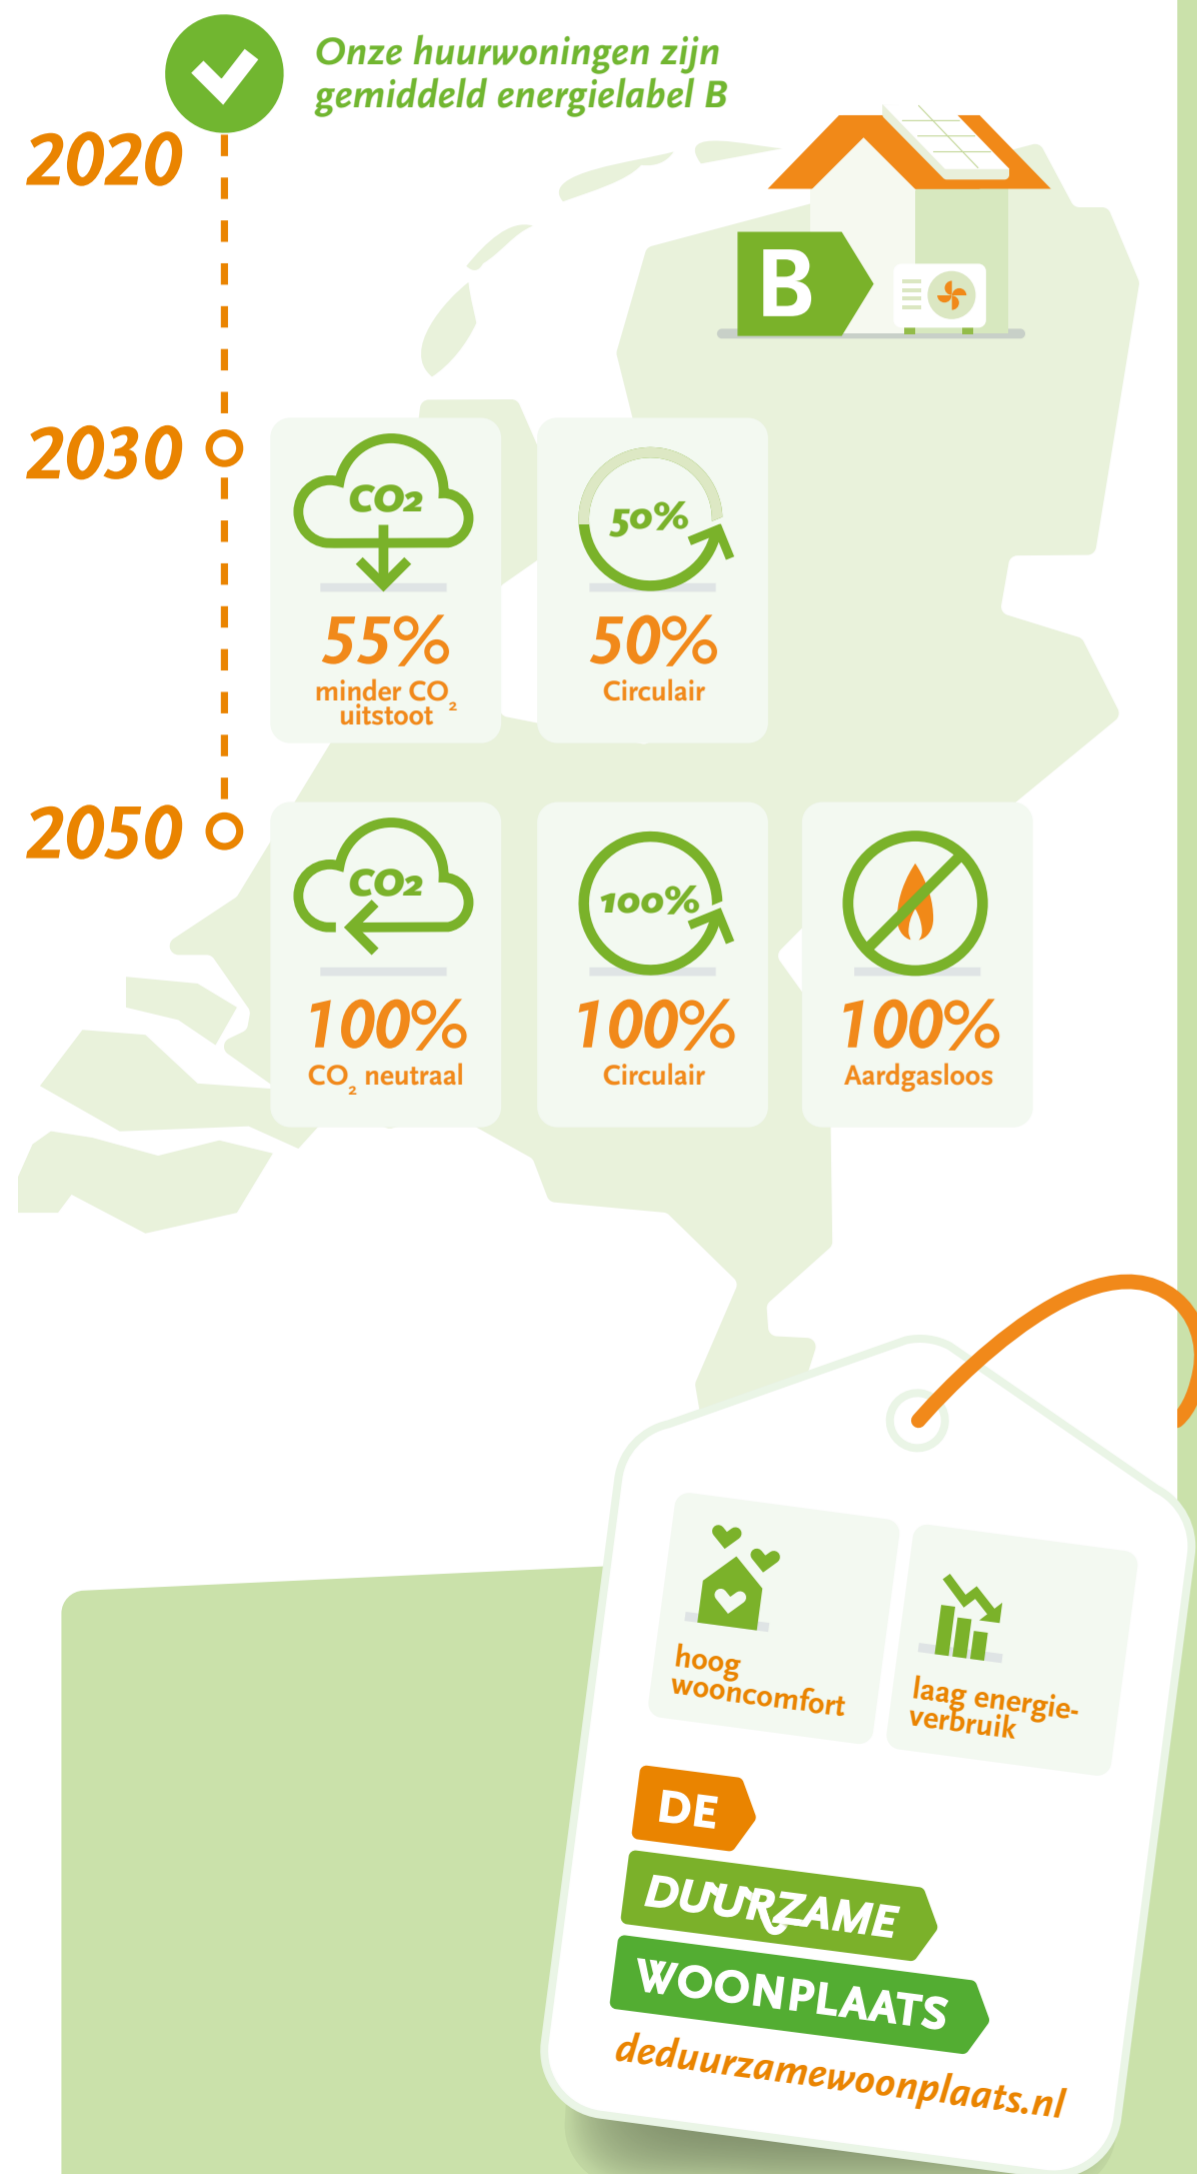 Onze huurwoningen zijn
gemiddeld energielabel B
2020
B
2030
CO2
50%
55%
minder CO₂
uitstoot
50%
Circulair
2050
CO2
100%
100%
CO₂ neutraal
100%
Circulair
100%
Aardgasloos
hoog
wooncomfort
laag energie-
verbruik
DE
DUURZAME
WOONPLAATS
deduurzamewoonplaats.nl